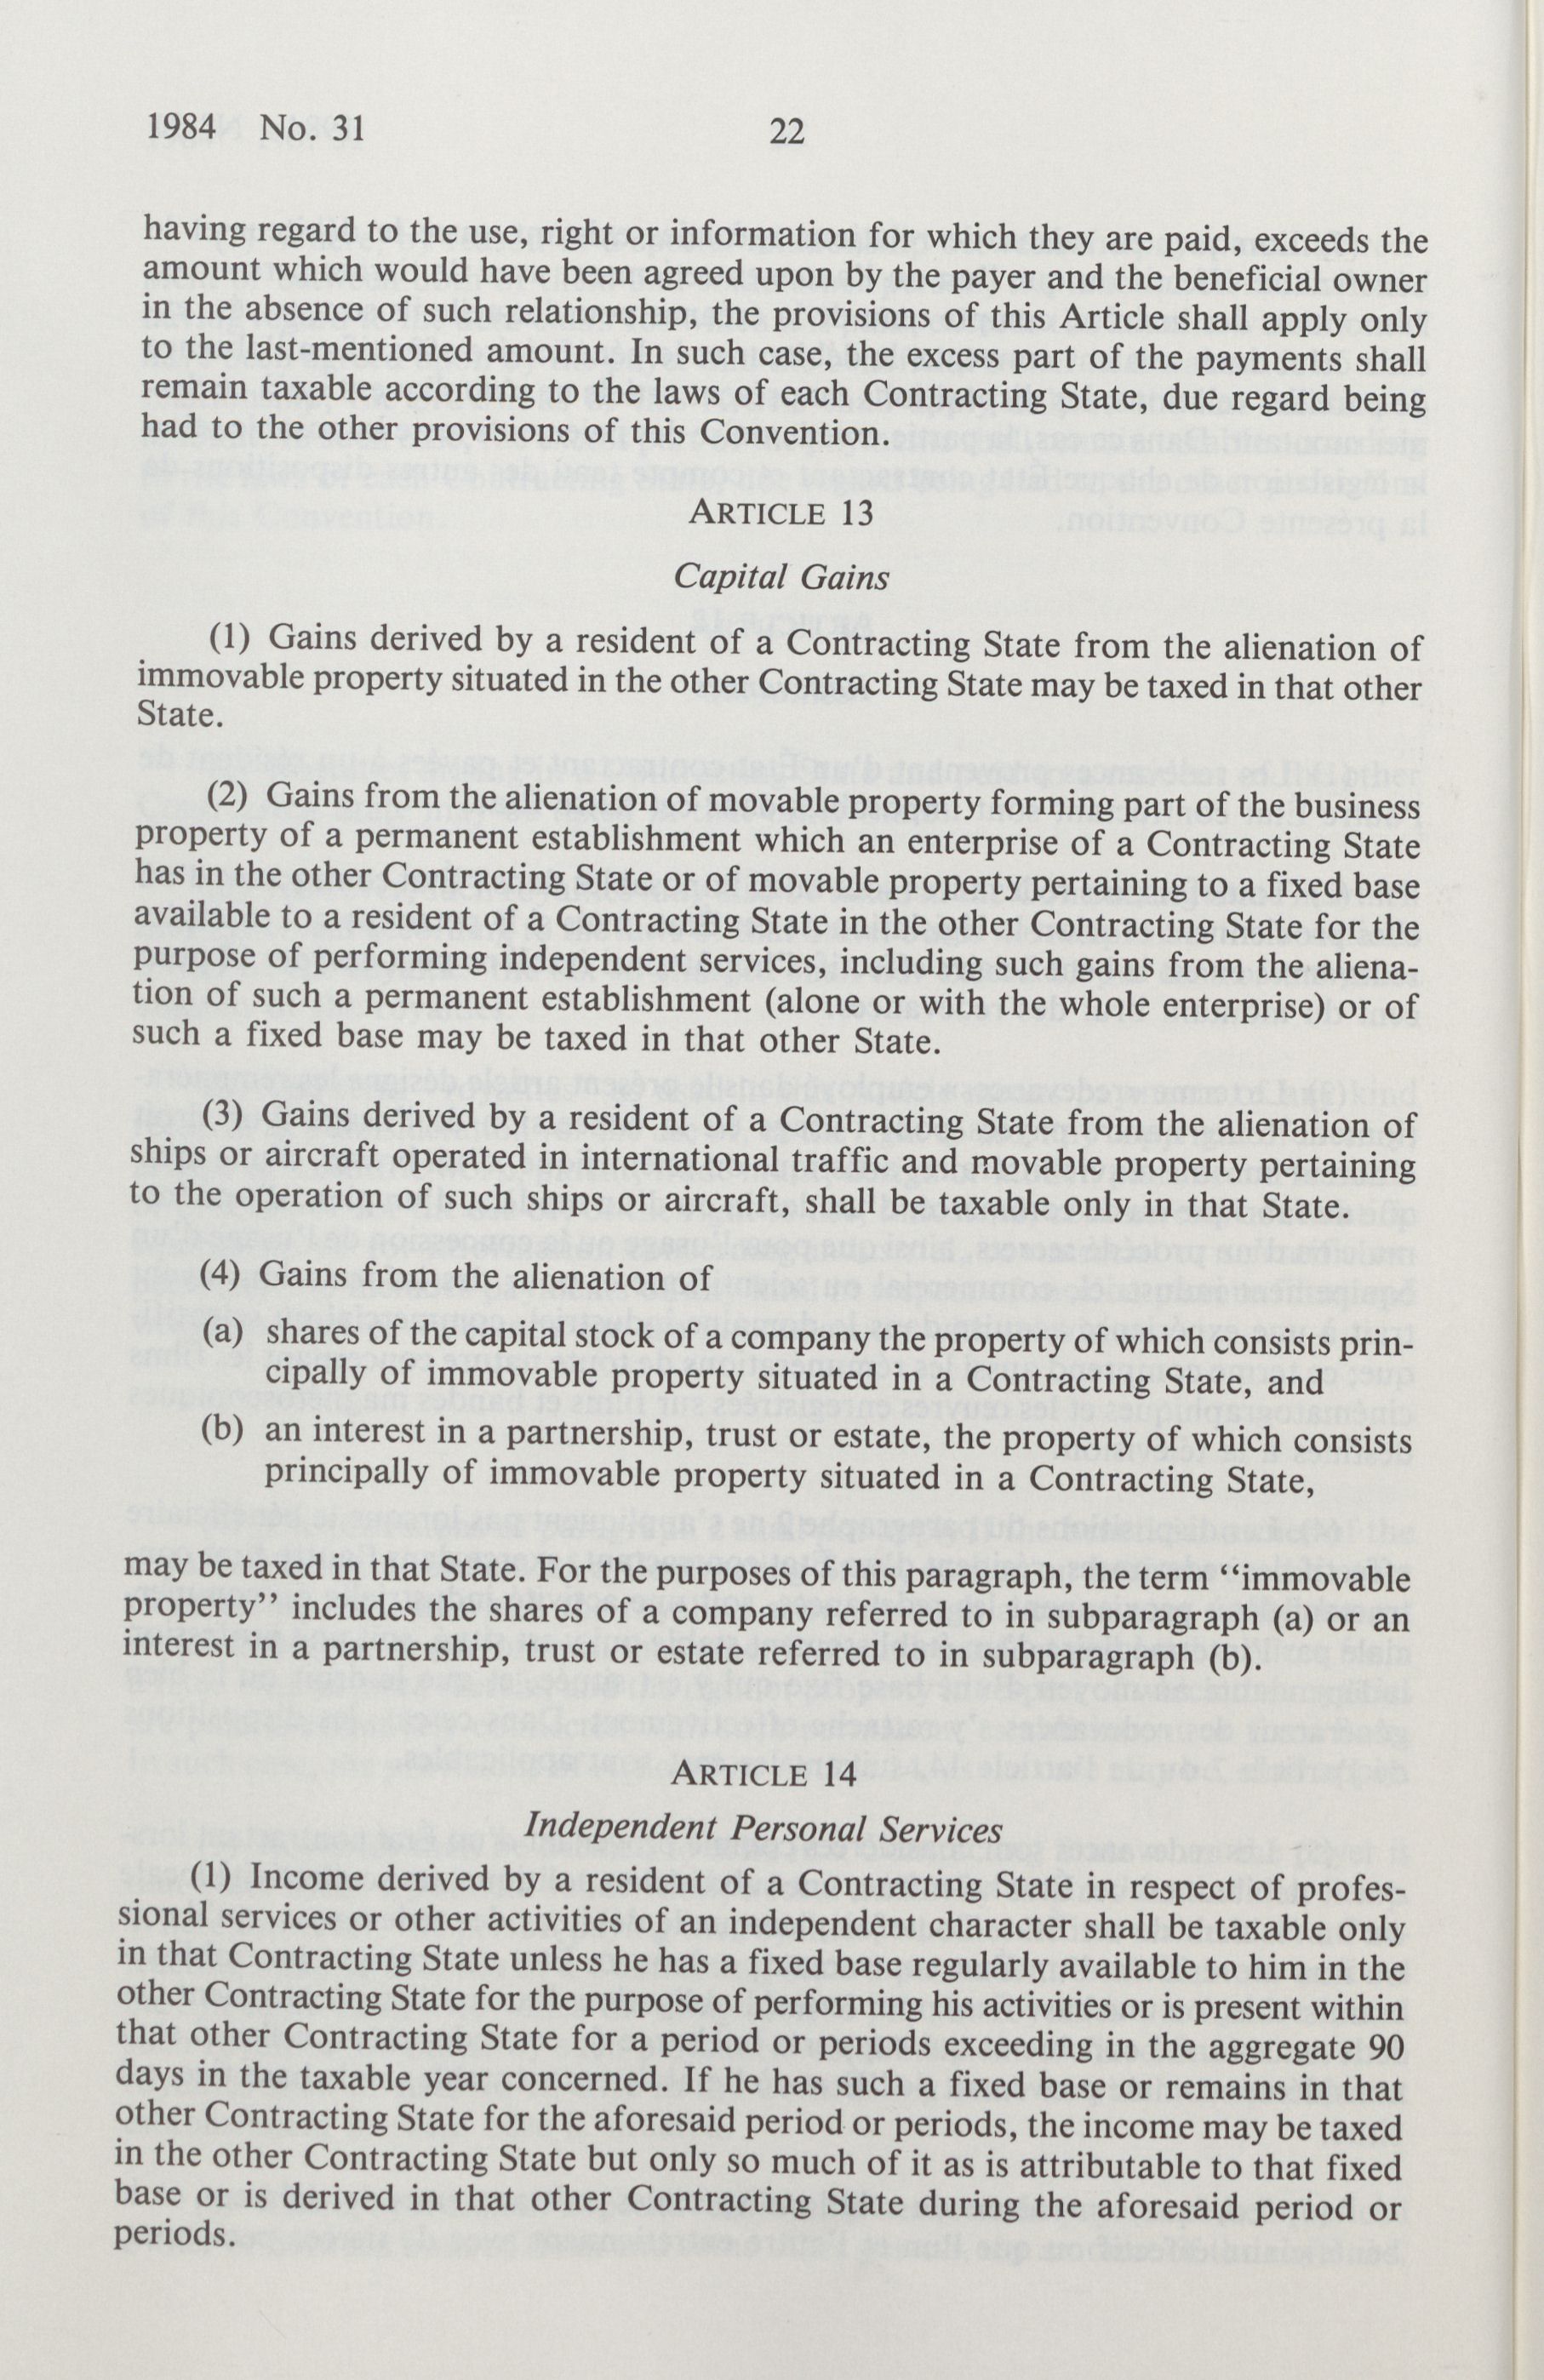 1984 No. 31
22
having regard to the use, right or information for which they are paid, exceeds the
amount which would have been agreed upon by the payer and the beneficial owner
in the absence of such relationship, the provisions of this Article shall apply only
to the last-mentioned amount. In such case, the excess part of the payments shall
remain taxable according to the laws of each Contracting State, due regard being
had to the other provisions of this Convention.
ARTICLE 13
Capital Gains
(1) Gains derived by a resident of a Contracting State from the alienation of
immovable property situated in the other Contracting State may be taxed in that other
State.
(2) Gains from the alienation of movable property forming part of the business
property of a permanent establishment which an enterprise of a Contracting State
has in the other Contracting State or of movable property pertaining to a fixed base
available to a resident of a Contracting State in the other Contracting State for the
purpose of performing independent services, including such gains from the aliena-
tion of such a permanent establishment (alone or with the whole enterprise) or of
such a fixed base may be taxed in that other State.
(3) Gains derived by a resident of a Contracting State from the alienation of
ships or aircraft operated in international traffic and movable property pertaining
to the operation of such ships or aircraft, shall be taxable only in that State.
(4) Gains from the alienation of
(a) shares of the capital stock of a company the property of which consists prin-
cipally of immovable property situated in a Contracting State, and
(b) an interest in a partnership, trust or estate, the property of which consists
principally of immovable property situated in a Contracting State,
may be taxed in that State. For the purposes of this paragraph, the term ‘‘immovable
property’’ includes the shares of a company referred to in subparagraph (a) or an
interest in a partnership, trust or estate referred to in subparagraph (b).
ARTICLE 14
Independent Personal Services
(1) Income derived by a resident of a Contracting State in respect of profes-
sional services or other activities of an independent character shall be taxable only
in that Contracting State unless he has a fixed base regularly available to him in the
other Contracting State for the purpose of performing his activities or is present within
that other Contracting State for a period or periods exceeding in the aggregate 90
days in the taxable year concerned. If he has such a fixed base or remains in that
other Contracting State for the aforesaid period or periods, the income may be taxed
in the other Contracting State but only so much of it as is attributable to that fixed
base or is derived in that other Contracting State during the aforesaid period or
periods.